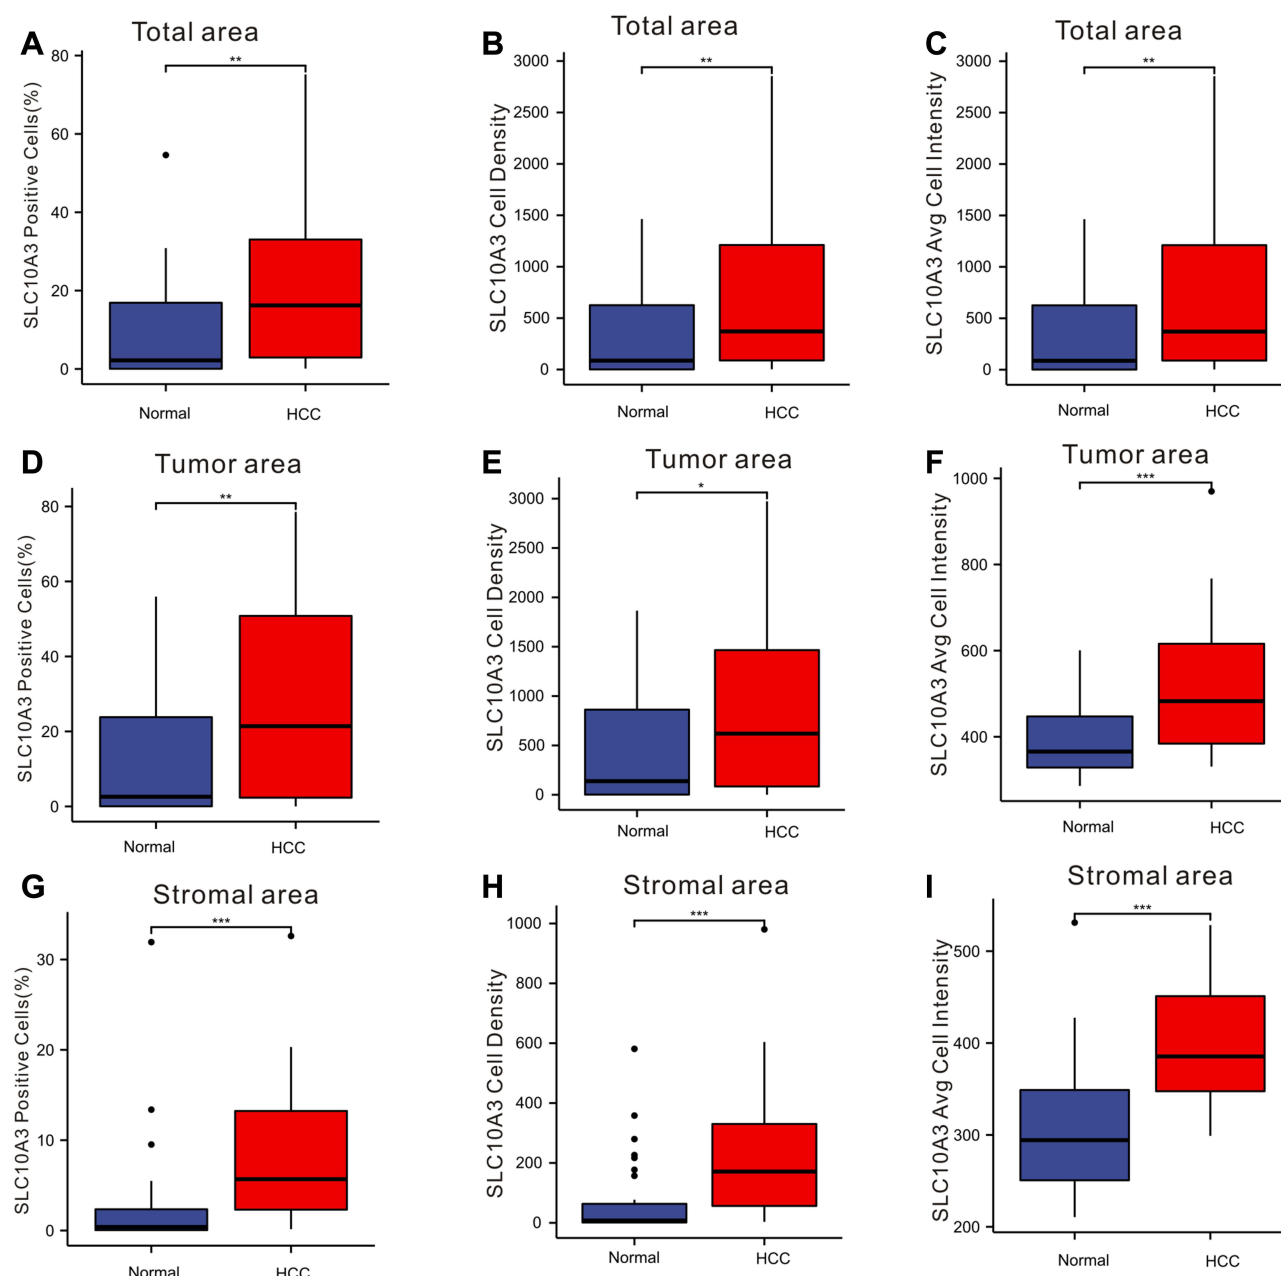 A
Total area
SLC10A3 Positive Cells(%)
80
60
40
20
0
**
Normal
HCC
B
Total area
SLC10A3 Cell Density
3000
2500
2000
1500
1000
500
0
**
Normal
HCC
C
Total area
SLC10A3 Avg Cell Intensity
3000
2500
2000
1500
1000
500
0
**
Normal
HCC
D
Tumor area
SLC10A3 Positive Cells(%)
80
60
40
20
0
**
Normal
HCC
E
Tumor area
SLC10A3 Cell Density
3000
2500
2000
1500
1000
500
0
*
Normal
HCC
F
Tumor area
SLC10A3 Avg Cell Intensity
1000
800
600
400
***
Normal
HCC
G
Stromal area
SLC10A3 Positive Cells(%)
30
20
10
0
***
Normal
HCC
H
Stromal area
SLC10A3 Cell Density
1000
800
600
400
200
0
***
Normal
HCC
I
Stromal area
SLC10A3 Avg Cell Intensity
500
400
300
200
***
Normal
HCC